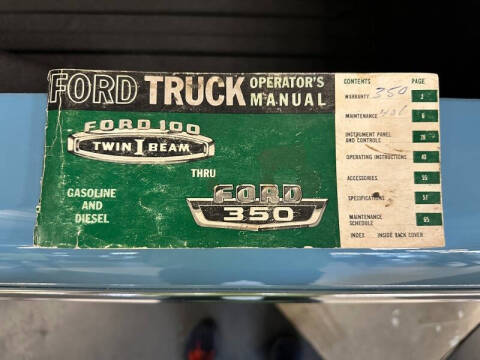 FORD TRUCK OPERATOR'S MANUAL
FORD 100
TWIN I BEAM
THRU
FORD
350
GASOLINE
AND
DIESEL
CONTENTS PAGE
WARRANTY 350 2
MAINTENANCE 6
INSTRUMENT PANEL
AND CONTROLS
OPERATING INSTRUCTIONS 40
ACCESSORIES 55
SPECIFICATIONS 57
MAINTENANCE
SCHEDULE 65
INDEX INSIDE BACK COVER